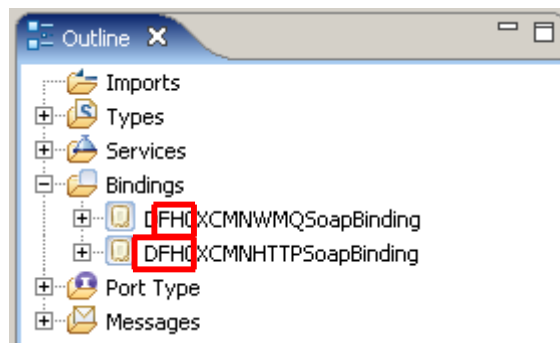 Outline
Imports
Types
Services
Bindings
DFH0XCMNWMQSoapBinding
DFH0XCMNHTTPSoapBinding
Port Type
Messages